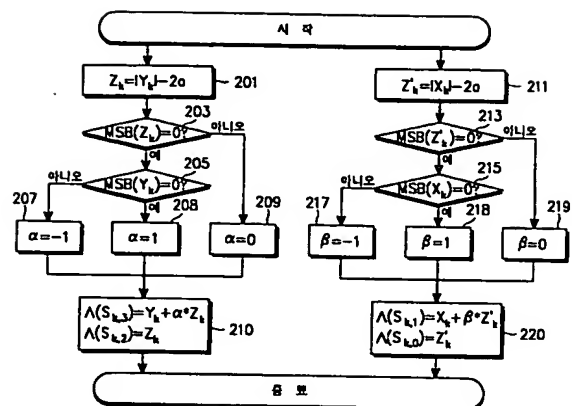 시 작
Z_k=|Y_k|-2a
201
Z'_k=|X_k|-2a
211
203
MSB(Z_k)=0?
아니오
213
MSB(Z'_k)=0?
아니오
예
예
205
아니오
MSB(Y_k)=0?
215
아니오
MSB(X_k)=0?
207
예
208
209
217
예
218
219
α=-1
α=1
α=0
β=-1
β=1
β=0
Λ(S_k,3)=Y_k+α*Z_k
Λ(S_k,2)=Z_k
210
Λ(S_k,1)=X_k+β*Z'_k
Λ(S_k,0)=Z'_k
220
종 료